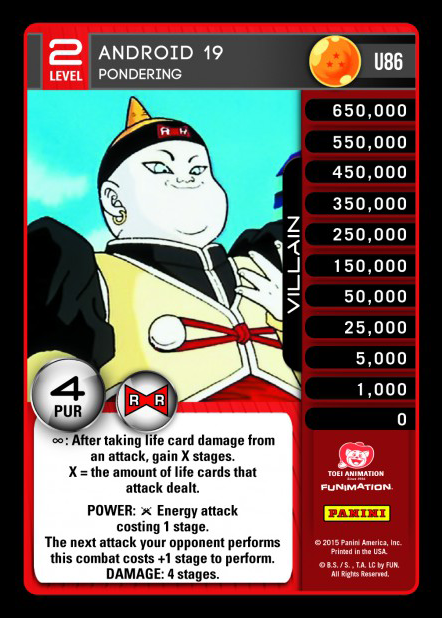 2
LEVEL
ANDROID 19
PONDERING
U86
650,000
550,000
450,000
350,000
250,000
150,000
50,000
25,000
5,000
1,000
0
VILLAIN
R R
4
PUR
R R
∞: After taking life card damage from
an attack, gain X stages.
X = the amount of life cards that
attack dealt.
POWER: Energy attack
costing 1 stage.
The next attack your opponent performs
this combat costs +1 stage to perform.
DAMAGE: 4 stages.
TOEI ANIMATION
Since 1956
FUNIMATION.
PANINI
© 2015 Panini America, Inc.
Printed in the USA.
© B.S. / S. , T.A. LC by FUN.
All Rights Reserved.